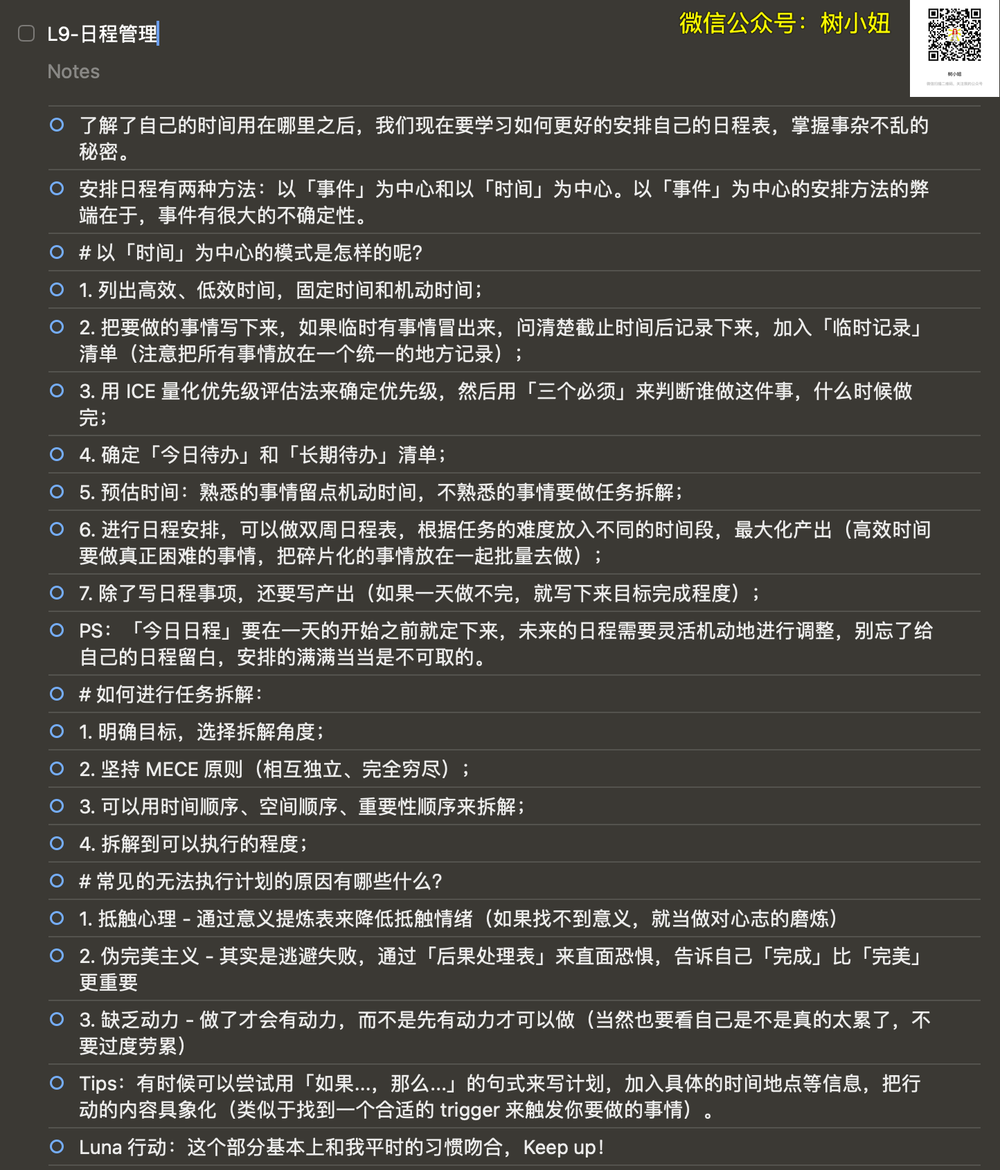 微信公众号：树小妞
L9-日程管理
树小妞
Notes
了解了自己的时间用在哪里之后，我们现在要学习如何更好的安排自己的日程表，掌握事杂不乱的
秘密。
安排日程有两种方法：以「事件」为中心和以「时间」为中心。以「事件」为中心的安排方法的弊
端在于，事件有很大的不确定性。
# 以「时间」为中心的模式是怎样的呢？
1. 列出高效、低效时间，固定时间和机动时间；
2. 把要做的事情写下来，如果临时有事情冒出来，问清楚截止时间后记录下来，加入「临时记录」
清单（注意把所有事情放在一个统一的地方记录）；
3. 用 ICE 量化优先级评估法来确定优先级，然后用「三个必须」来判断谁做这件事，什么时候做
完；
4. 确定「今日待办」和「长期待办」清单；
5. 预估时间：熟悉的事情留点机动时间，不熟悉的事情要做任务拆解；
6. 进行日程安排，可以做双周日程表，根据任务的难度放入不同的时间段，最大化产出（高效时间
要做真正困难的事情，把碎片化的事情放在一起批量去做）；
7. 除了写日程事项，还要写产出（如果一天做不完，就写下来目标完成程度）；
PS：「今日日程」要在一天的开始之前就定下来，未来的日程需要灵活机动地进行调整，别忘了给
自己的日程留白，安排的满满当当是不可取的。
# 如何进行任务拆解：
1. 明确目标，选择拆解角度；
2. 坚持 MECE 原则（相互独立、完全穷尽）；
3. 可以用时间顺序、空间顺序、重要性顺序来拆解；
4. 拆解到可以执行的程度；
# 常见的无法执行计划的原因有哪些什么？
1. 抵触心理 - 通过意义提炼表来降低抵触情绪（如果找不到意义，就当做对心志的磨炼）
2. 伪完美主义 - 其实是逃避失败，通过「后果处理表」来直面恐惧，告诉自己「完成」比「完美」
更重要
3. 缺乏动力 - 做了才会有动力，而不是先有动力才可以做（当然也要看自己是不是真的太累了，不
要过度劳累）
Tips：有时候可以尝试用「如果...，那么...」的句式来写计划，加入具体的时间地点等信息，把行
动的内容具象化（类似于找到一个合适的 trigger 来触发你要做的事情）。
Luna 行动：这个部分基本上和我平时的习惯吻合，Keep up！